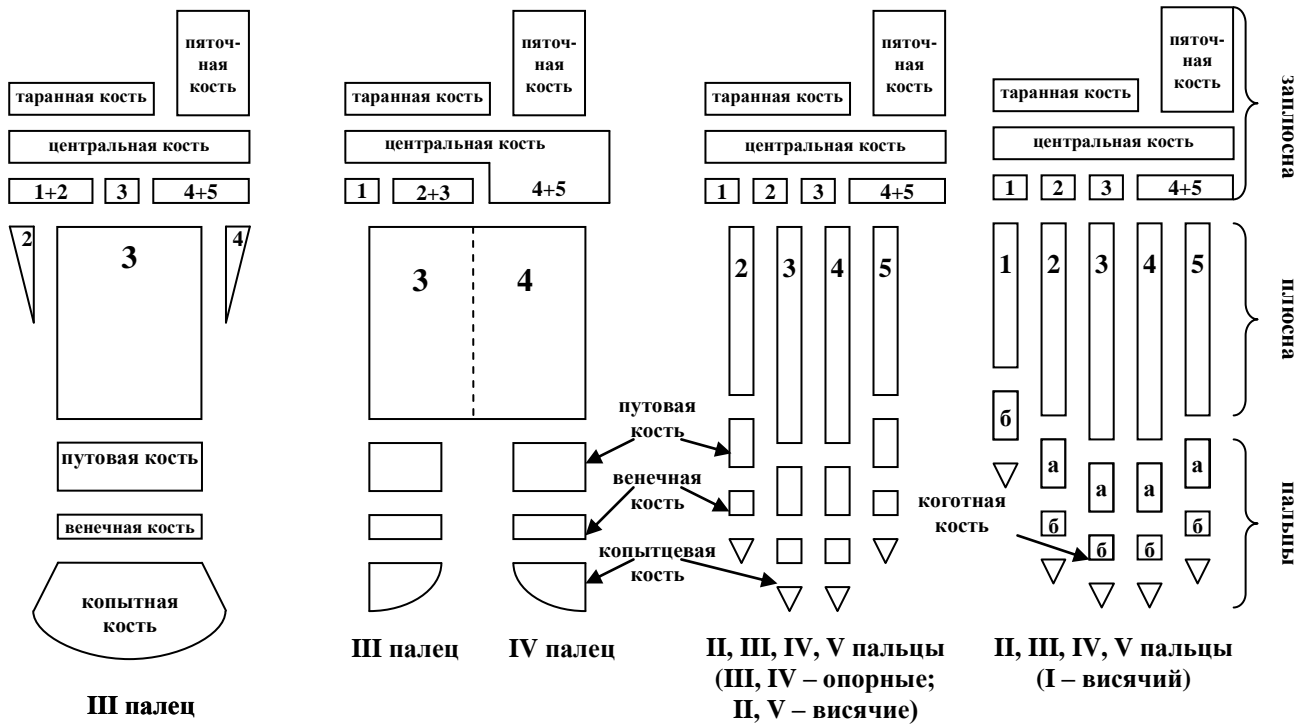 пяточ-
ная
кость
таранная кость
центральная кость
1+2
3
4+5
2
3
4
путовая кость
венечная кость
копытная
кость
III палец
пяточ-
ная
кость
таранная кость
центральная кость
1
2+3
4+5
3
4
III палец
IV палец
путовая
кость
венечная
кость
копытцевая
кость
пяточ-
ная
кость
таранная кость
центральная кость
1
2
3
4+5
2
3
4
5
II, III, IV, V пальцы
(III, IV – опорные;
II, V – висячие)
пяточ-
ная
кость
таранная кость
центральная кость
1
2
3
4+5
1
2
3
4
5
б
а
а
а
а
б
б
б
б
коготная
кость
II, III, IV, V пальцы
(I – висячий)
заплюсна
плюсна
пальцы